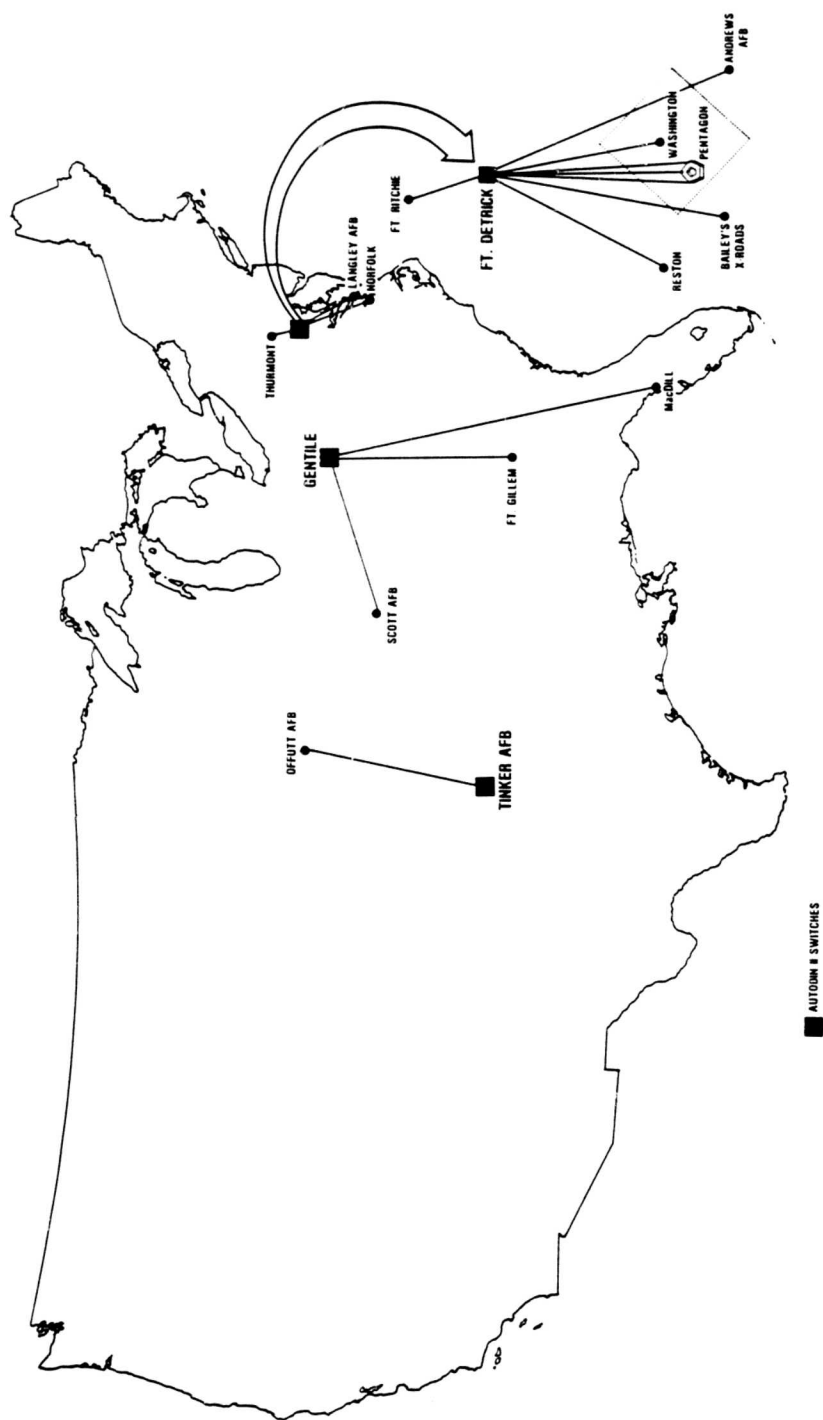 THURMONT
LANGLEY AFB
NORFOLK
GENTILE
SCOTT AFB
FT GILLEM
MacDILL
OFFUTT AFB
TINKER AFB
FT RITCHIE
FT. DETRICK
WASHINGTON
PENTAGON
ANDREWS
AFB
BAILEY'S
X-ROADS
RESTON
AUTODIN II SWITCHES